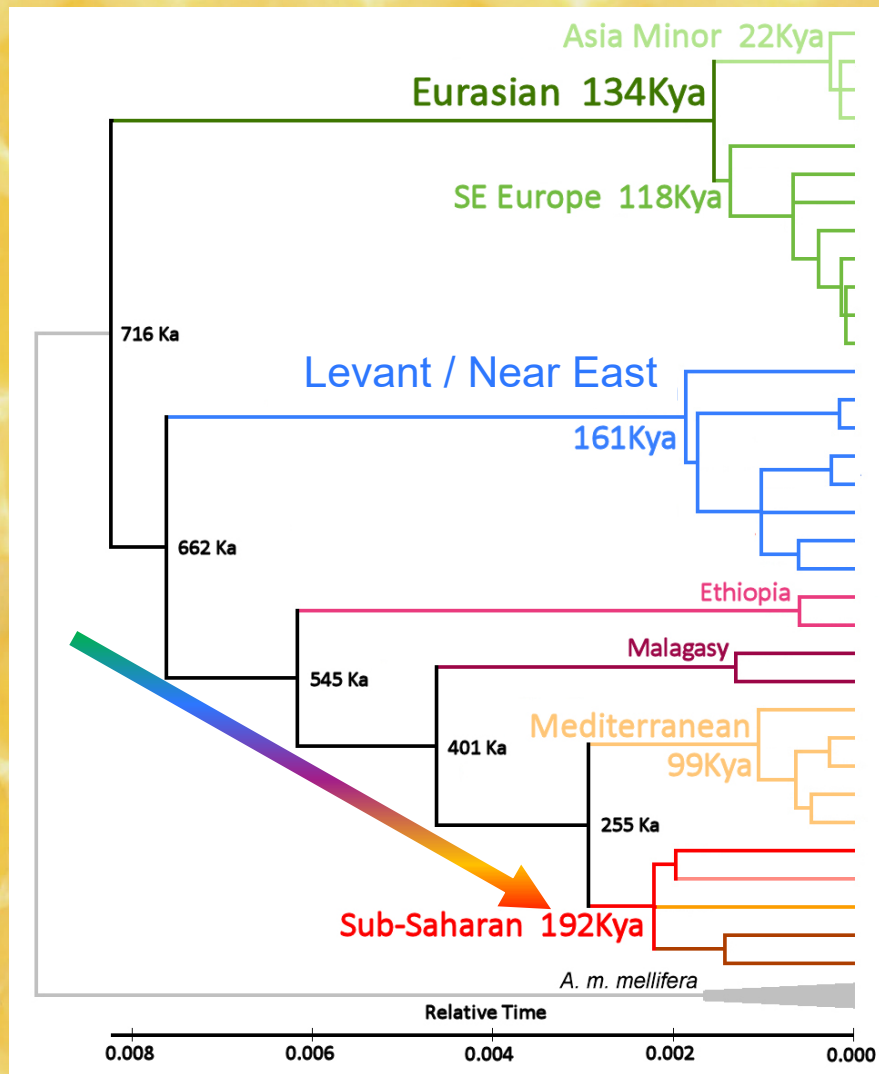 Asia Minor 22Kya
Eurasian 134Kya
SE Europe 118Kya
716 Ka
Levant / Near East
161Kya
662 Ka
Ethiopia
Malagasy
545 Ka
Mediterranean
99Kya
401 Ka
255 Ka
Sub-Saharan 192Kya
A. m. mellifera
Relative Time
0.008 0.006 0.004 0.002 0.000